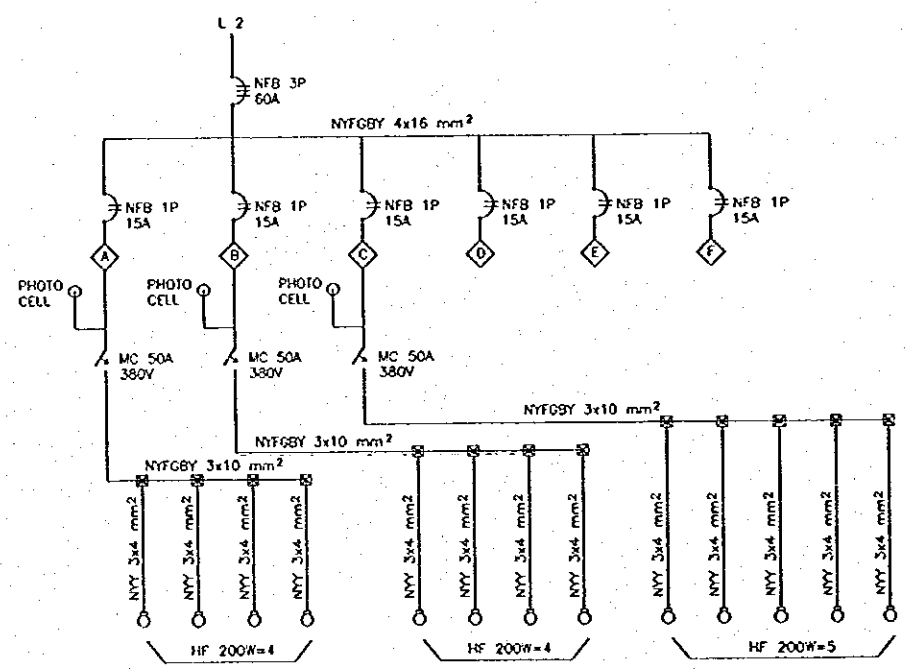 L 2
NFB 3P
60A
NYFGBY 4x16 mm²
NFB 1P
15A
NFB 1P
15A
NFB 1P
15A
NFB 1P
15A
NFB 1P
15A
NFB 1P
15A
A
B
C
D
E
F
PHOTO
CELL
PHOTO
CELL
PHOTO
CELL
MC 50A
380V
MC 50A
380V
MC 50A
380V
NYFGBY 3x10 mm²
NYFGBY 3x10 mm²
NYFGBY 3x10 mm²
NYY 3x4 mm²
NYY 3x4 mm²
NYY 3x4 mm²
NYY 3x4 mm²
NYY 3x4 mm²
NYY 3x4 mm²
NYY 3x4 mm²
NYY 3x4 mm²
NYY 3x4 mm²
NYY 3x4 mm²
NYY 3x4 mm²
NYY 3x4 mm²
NYY 3x4 mm²
HF 200W=4
HF 200W=4
HF 200W=5